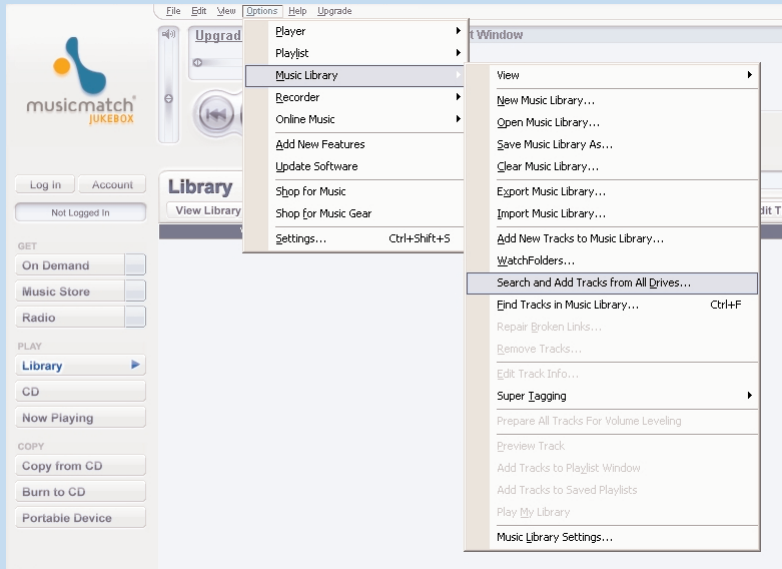 File Edit View Options Help Upgrade
musicmatch
JUKEBOX
Upgrad
t Window
Player
Playlist
Music Library
Recorder
Online Music
Add New Features
Update Software
Shop for Music
Shop for Music Gear
Settings... Ctrl+Shift+S
View
New Music Library...
Open Music Library...
Save Music Library As...
Clear Music Library...
Export Music Library...
Import Music Library...
Add New Tracks to Music Library...
WatchFolders...
Search and Add Tracks from All Drives...
Find Tracks in Music Library... Ctrl+F
Repair Broken Links...
Remove Tracks...
Edit Track Info...
Super Tagging
Prepare All Tracks For Volume Leveling
Preview Track
Add Tracks to Playlist Window
Add Tracks to Saved Playlists
Play My Library
Music Library Settings...
Log in Account
Not Logged In
Library
View Library
dit T
GET
On Demand
Music Store
Radio
PLAY
Library
CD
Now Playing
COPY
Copy from CD
Burn to CD
Portable Device